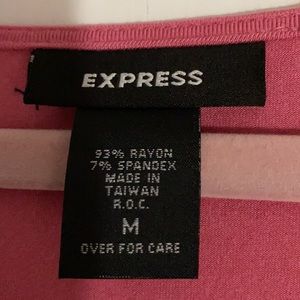 EXPRESS
93% RAYON
7% SPANDEX
MADE IN
TAIWAN
R.O.C.
M
OVER FOR CARE